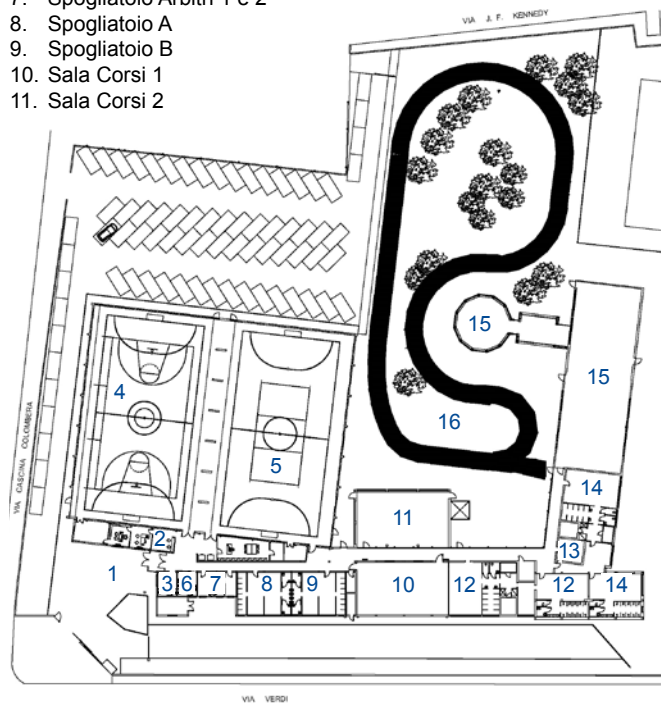 7. Spogliatoio Arbitri 1 e 2
8. Spogliatoio A
9. Spogliatoio B
10. Sala Corsi 1
11. Sala Corsi 2
VIA J. F. KENNEDY
15
15
4
16
5
VIA CASCINA COLOMBERA
14
11
2
13
1
3
6
7
8
9
10
12
12
14
VIA VERDI